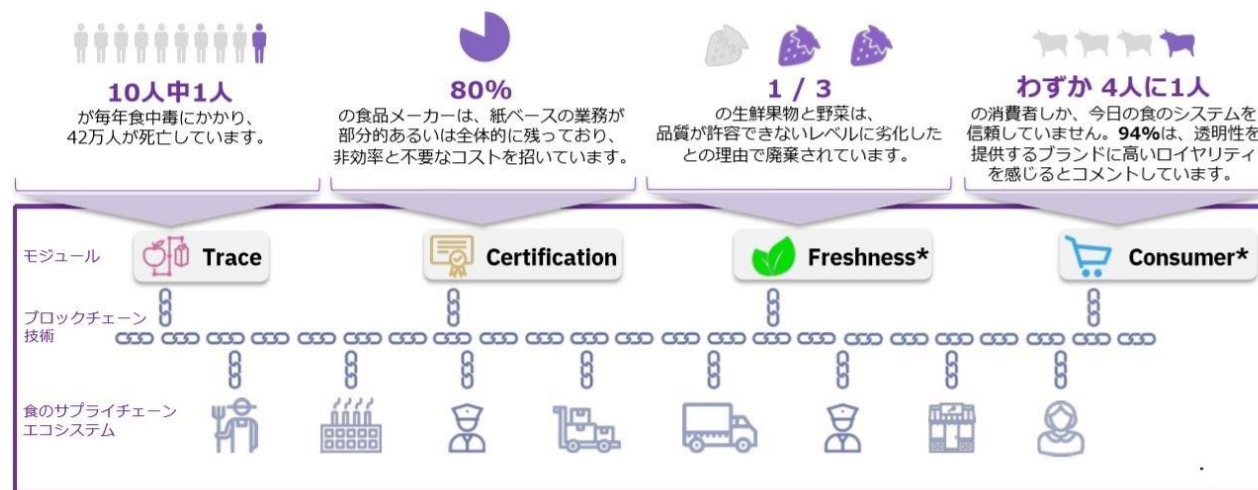 10人中1人
が毎年食中毒にかかり、
42万人が死亡しています。
80%
の食品メーカーは、紙ベースの業務が
部分的あるいは全体的に残っており、
非効率と不要なコストを招いています。
1 / 3
の生鮮果物と野菜は、
品質が許容できないレベルに劣化した
との理由で廃棄されています。
わずか 4人に1人
の消費者しか、今日の食のシステムを
信頼していません。94%は、透明性を
提供するブランドに高いロイヤリティ
を感じるとコメントしています。
モジュール
Trace
Certification
Freshness*
Consumer*
ブロックチェーン
技術
食のサプライチェーン
エコシステム